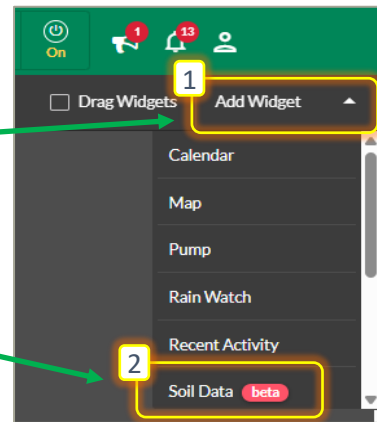 1 13
On
1
Drag Widgets Add Widget
Calendar
Map
Pump
Rain Watch
Recent Activity
2
Soil Data beta